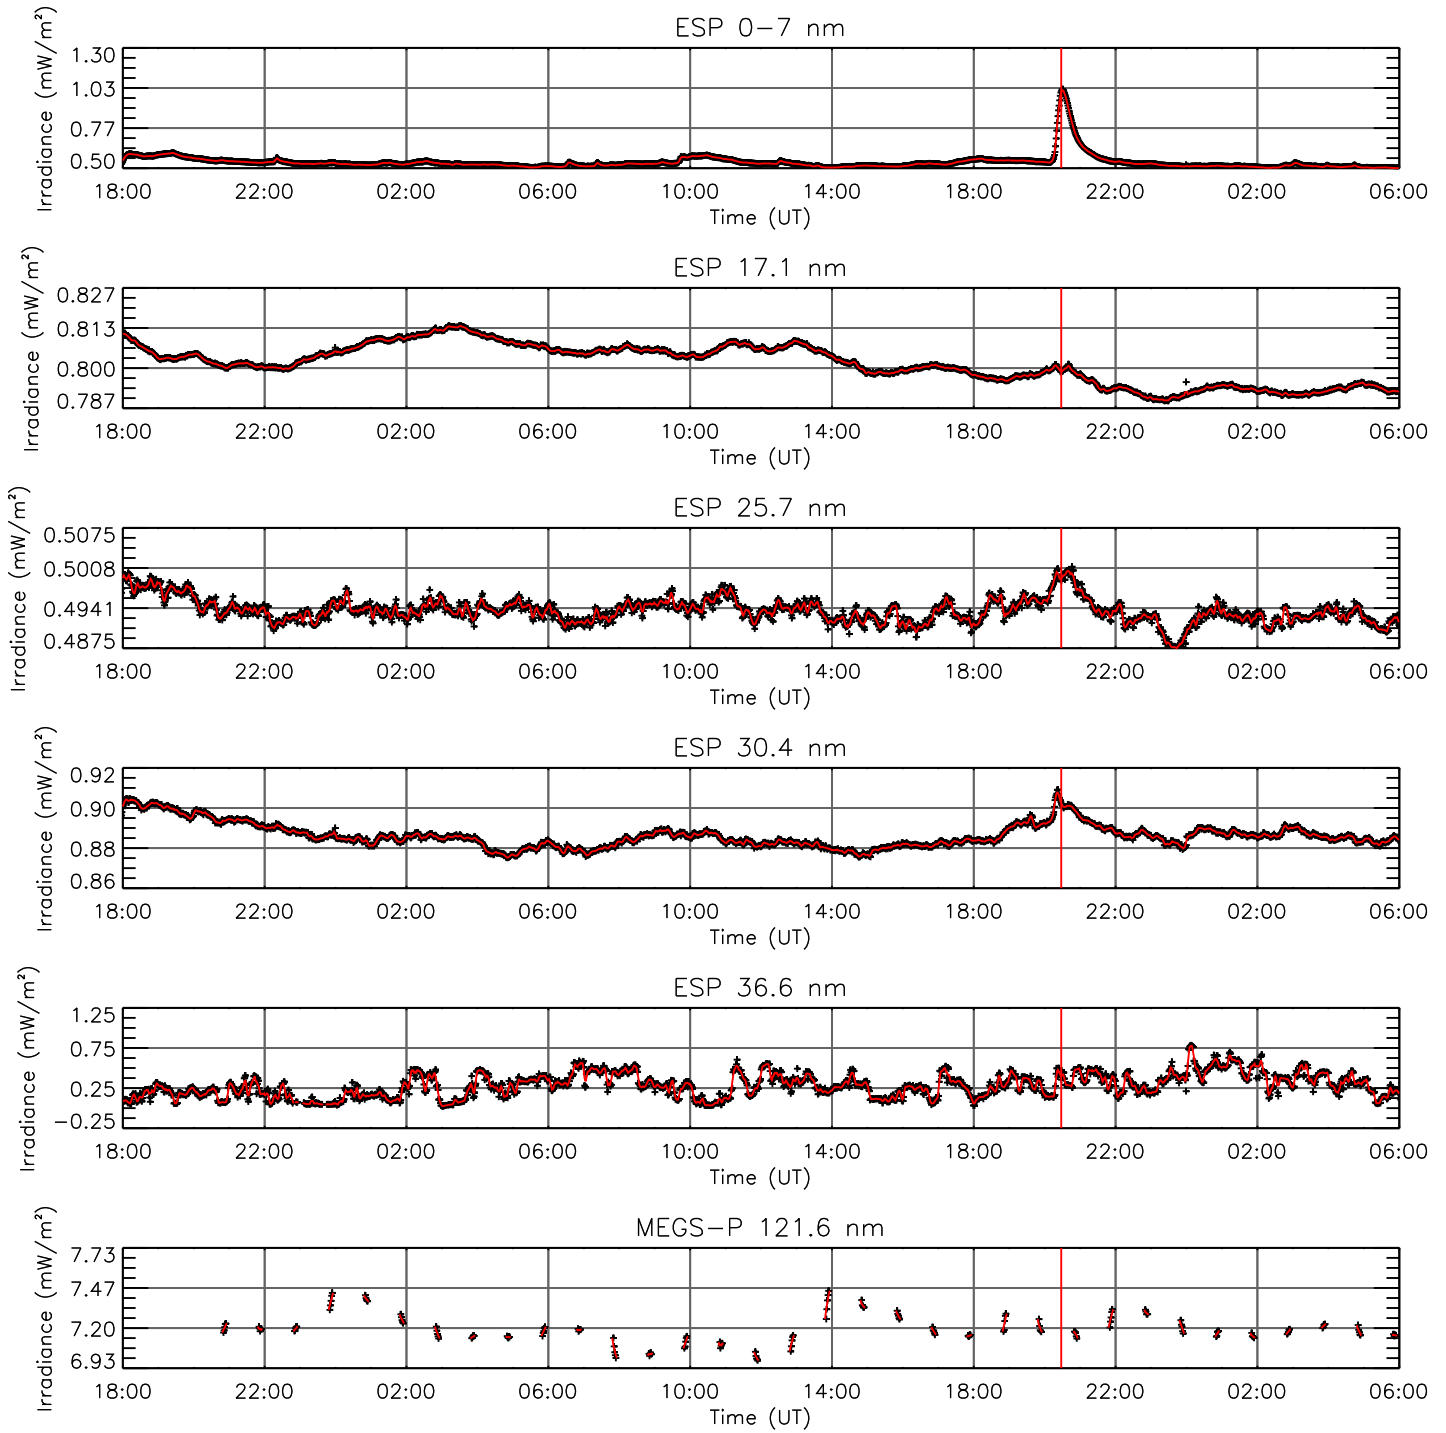 ESP 0−7 nm
Irradiance (mW/m²)
1.30
1.03
0.77
0.50
18:00 22:00 02:00 06:00 10:00 14:00 18:00 22:00 02:00 06:00
Time (UT)
ESP 17.1 nm
Irradiance (mW/m²)
0.827
0.813
0.800
0.787
18:00 22:00 02:00 06:00 10:00 14:00 18:00 22:00 02:00 06:00
Time (UT)
ESP 25.7 nm
Irradiance (mW/m²)
0.5075
0.5008
0.4941
0.4875
18:00 22:00 02:00 06:00 10:00 14:00 18:00 22:00 02:00 06:00
Time (UT)
ESP 30.4 nm
Irradiance (mW/m²)
0.92
0.90
0.88
0.86
18:00 22:00 02:00 06:00 10:00 14:00 18:00 22:00 02:00 06:00
Time (UT)
ESP 36.6 nm
Irradiance (mW/m²)
1.25
0.75
0.25
−0.25
18:00 22:00 02:00 06:00 10:00 14:00 18:00 22:00 02:00 06:00
Time (UT)
MEGS−P 121.6 nm
Irradiance (mW/m²)
7.73
7.47
7.20
6.93
18:00 22:00 02:00 06:00 10:00 14:00 18:00 22:00 02:00 06:00
Time (UT)